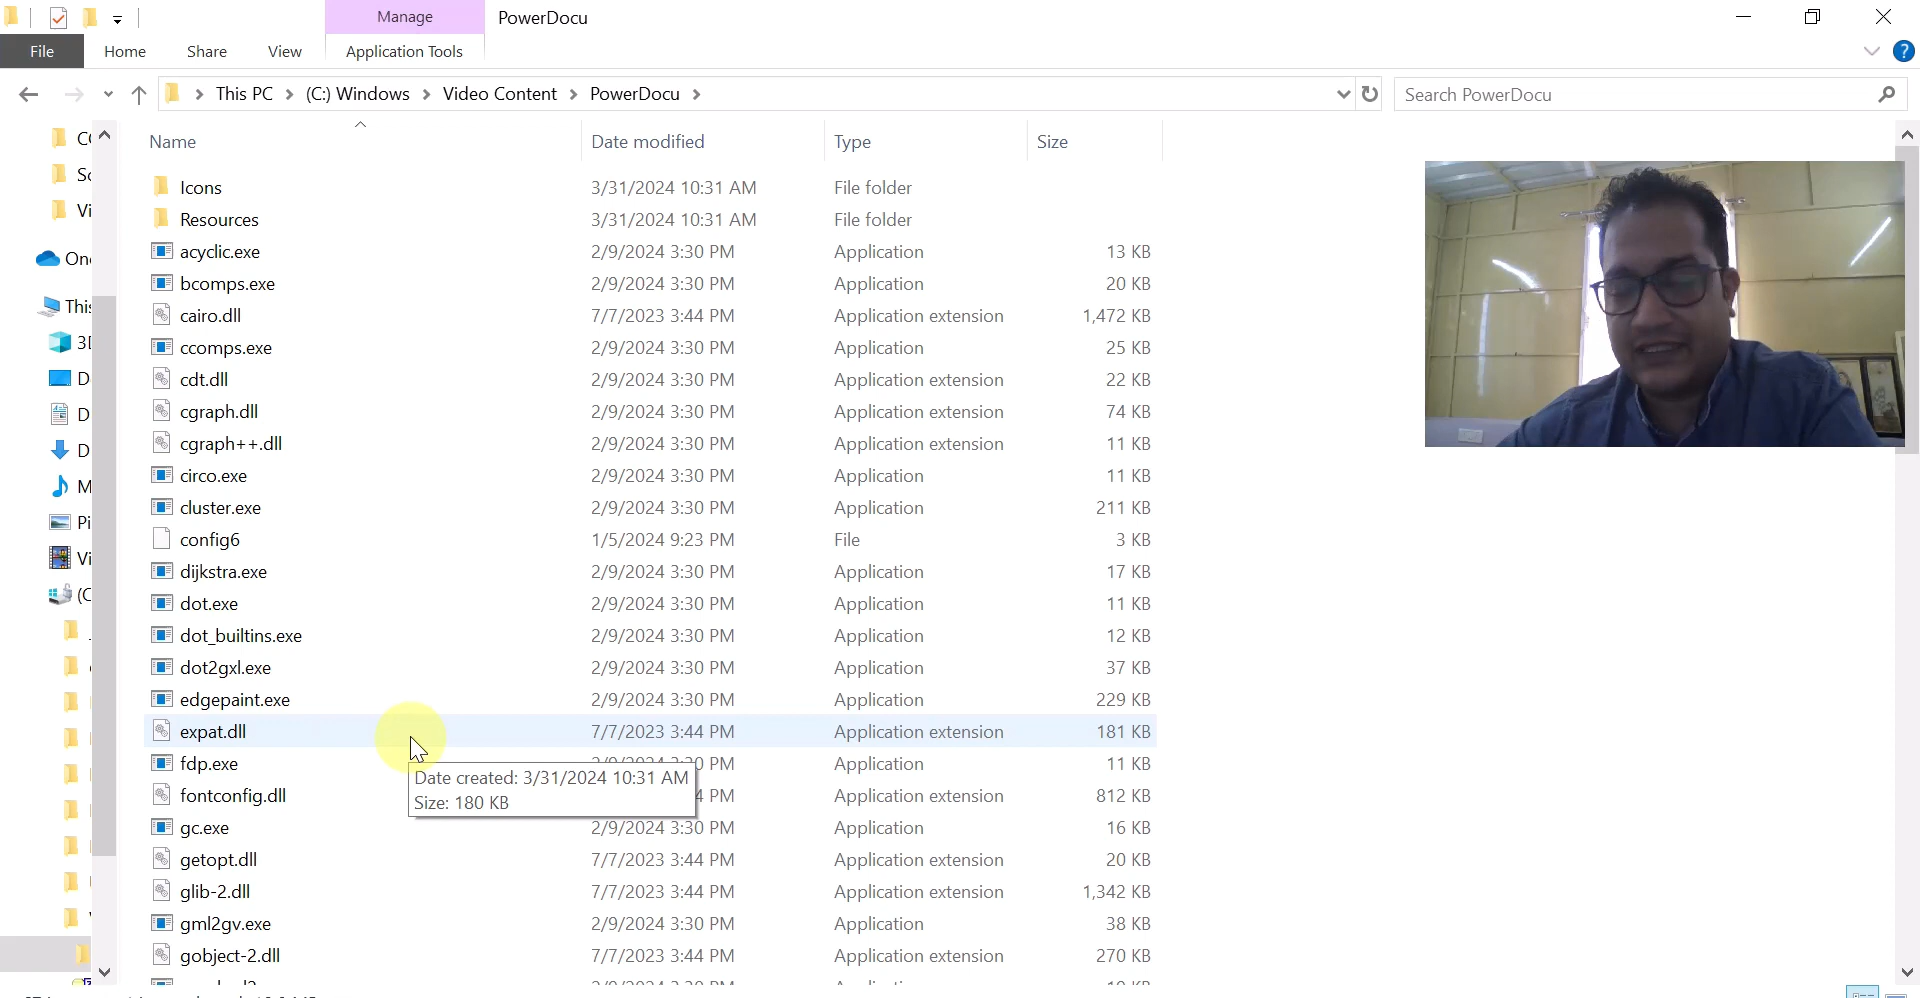 Manage
PowerDocu
File
Home
Share
View
Application Tools
?
This PC
(C:) Windows
Video Content
PowerDocu
Search PowerDocu
Name
Date modified
Type
Size
Icons 3/31/2024 10:31 AM File folder
Resources 3/31/2024 10:31 AM File folder
acyclic.exe 2/9/2024 3:30 PM Application 13 KB
bcomps.exe 2/9/2024 3:30 PM Application 20 KB
cairo.dll 7/7/2023 3:44 PM Application extension 1,472 KB
ccomps.exe 2/9/2024 3:30 PM Application 25 KB
cdt.dll 2/9/2024 3:30 PM Application extension 22 KB
cgraph.dll 2/9/2024 3:30 PM Application extension 74 KB
cgraph++.dll 2/9/2024 3:30 PM Application extension 11 KB
circo.exe 2/9/2024 3:30 PM Application 11 KB
cluster.exe 2/9/2024 3:30 PM Application 211 KB
config6 1/5/2024 9:23 PM File 3 KB
dijkstra.exe 2/9/2024 3:30 PM Application 17 KB
dot.exe 2/9/2024 3:30 PM Application 11 KB
dot_builtins.exe 2/9/2024 3:30 PM Application 12 KB
dot2gxl.exe 2/9/2024 3:30 PM Application 37 KB
edgepaint.exe 2/9/2024 3:30 PM Application 229 KB
expat.dll 7/7/2023 3:44 PM Application extension 181 KB
fdp.exe Application 11 KB
Date created: 3/31/2024 10:31 AM
Size: 180 KB
fontconfig.dll Application extension 812 KB
gc.exe 2/9/2024 3:30 PM Application 16 KB
getopt.dll 7/7/2023 3:44 PM Application extension 20 KB
glib-2.dll 7/7/2023 3:44 PM Application extension 1,342 KB
gml2gv.exe 2/9/2024 3:30 PM Application 38 KB
gobject-2.dll 7/7/2023 3:44 PM Application extension 270 KB